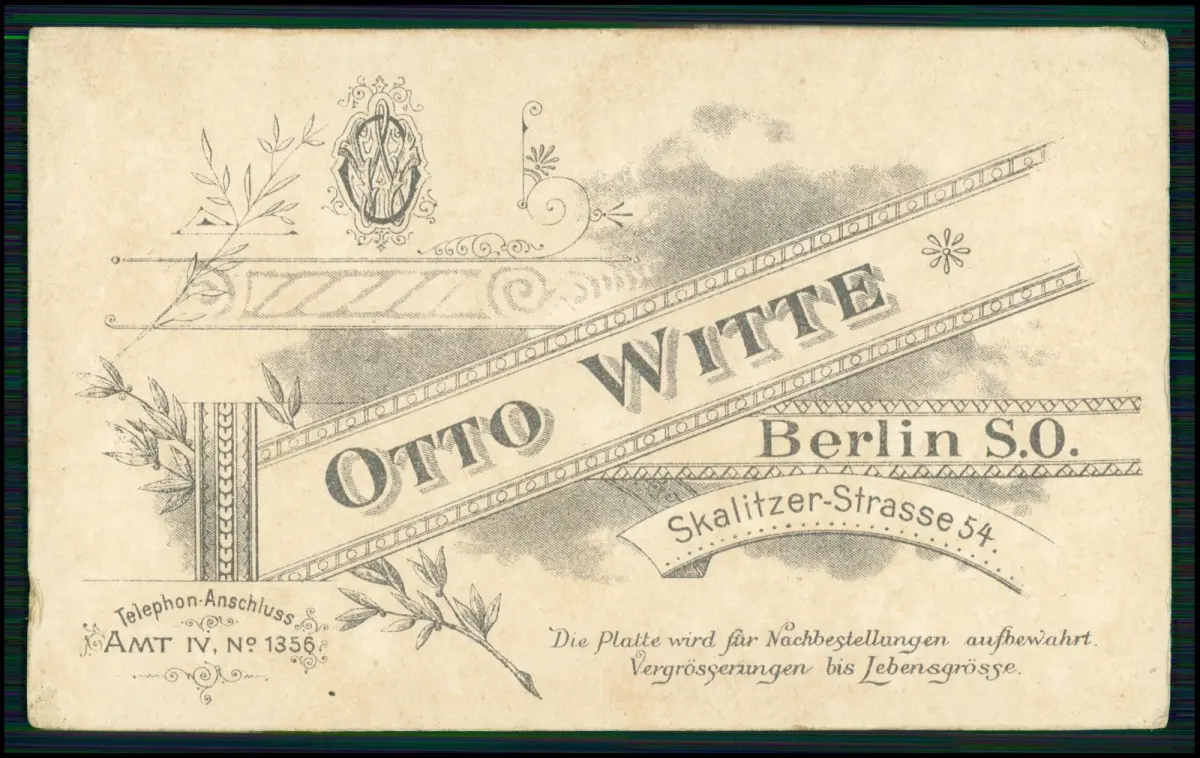 OTTO WITTE
Berlin S.O.
Skalitzer-Strasse 54.
Telephon-Anschluss
AMT IV, No 1356.
Die Platte wird für Nachbestellungen aufbewahrt.
Vergrösserungen bis Lebensgrösse.